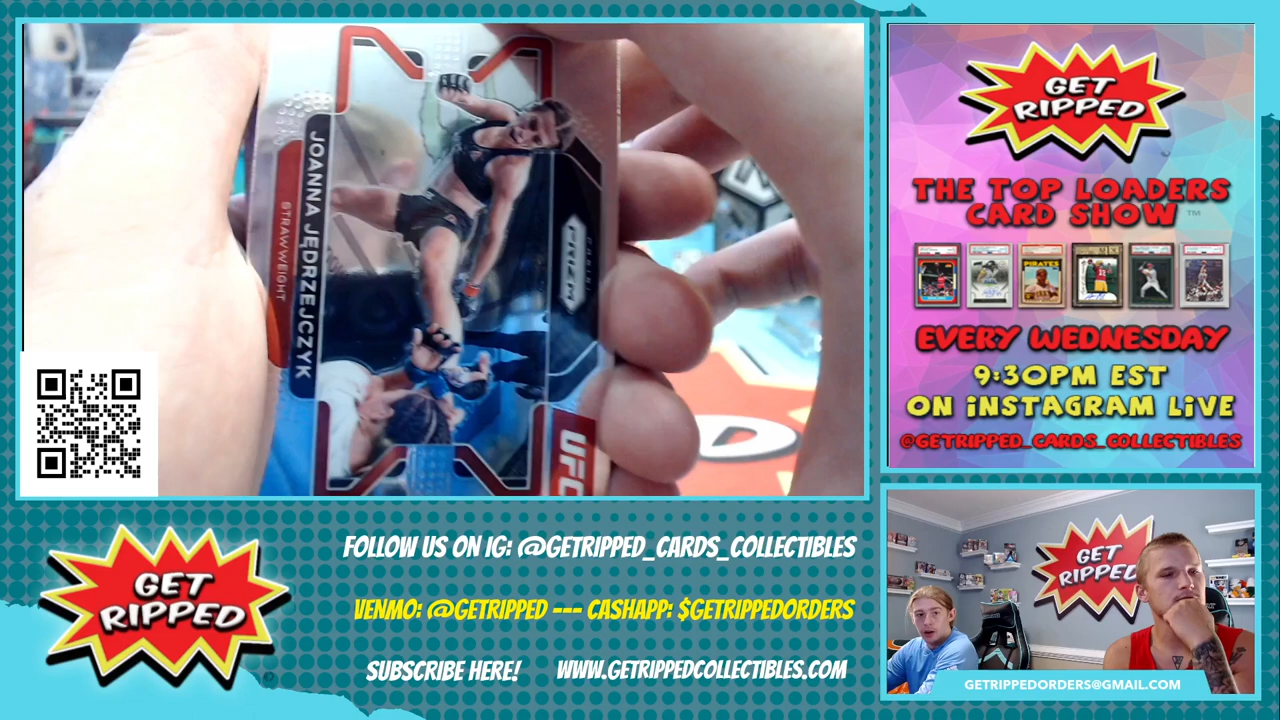 JOANNA JĘDRZEJCZYK
STRAWWEIGHT
PRIZM
UFC
GET
RIPPED
THE TOP LOADERS
CARD SHOW ™
PIRATES
EVERY WEDNESDAY
9:30PM EST
ON INSTAGRAM LIVE
@GETRIPPED_CARDS_COLLECTIBLES
GET
RIPPED
FOLLOW US ON IG: @GETRIPPED_CARDS_COLLECTIBLES
VENMO: @GETRIPPED --- CASHAPP: $GETRIPPEDORDERS
SUBSCRIBE HERE! WWW.GETRIPPEDCOLLECTIBLES.COM
GET
RIPPED
GETRIPPEDORDERS@GMAIL.COM